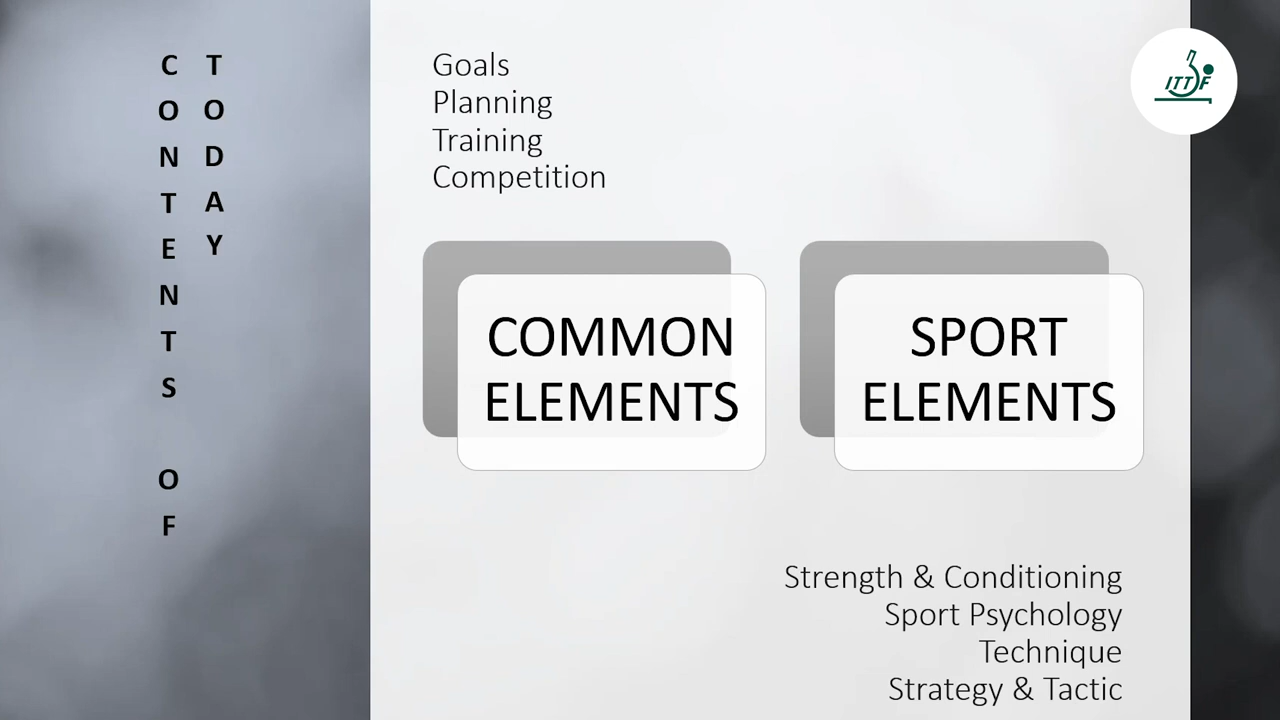 CONTENTS OF
TODAY
Goals
Planning
Training
Competition
ITTF
COMMON
ELEMENTS
SPORT
ELEMENTS
Strength & Conditioning
Sport Psychology
Technique
Strategy & Tactic